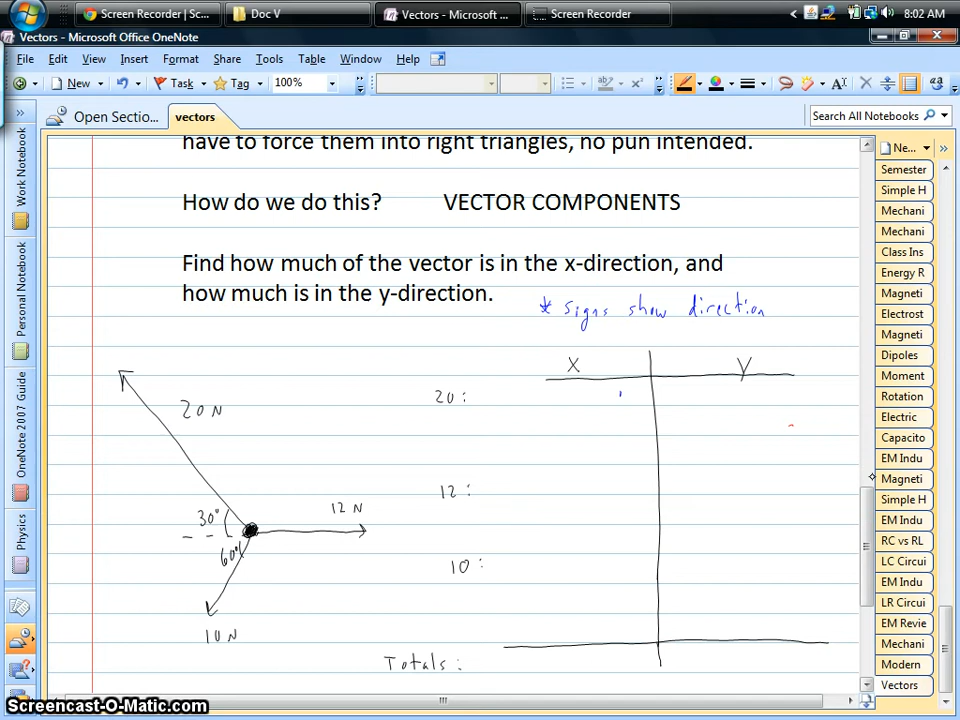 Screen Recorder | Sc... Doc V Vectors - Microsoft ... Screen Recorder 8:02 AM
Vectors - Microsoft Office OneNote
File Edit View Insert Format Share Tools Table Window Help
New Task Tag 100%
Open Sectio... vectors Search All Notebooks
Work Notebook
Personal Notebook
OneNote 2007 Guide
Physics
have to force them into right triangles, no pun intended.
How do we do this? VECTOR COMPONENTS
Find how much of the vector is in the x-direction, and
how much is in the y-direction.
* signs show direction
X Y
20 N
20:
12:
12 N
30°
60°
10:
10 N
Totals:
Ne...
Semester
Simple H
Mechani
Mechani
Class Ins
Energy R
Magneti
Electrost
Magneti
Dipoles
Moment
Rotation
Electric
Capacito
EM Indu
Magneti
Simple H
EM Indu
RC vs RL
LC Circui
EM Indu
LR Circui
EM Revie
Mechani
Modern
Vectors
Screencast-O-Matic.com